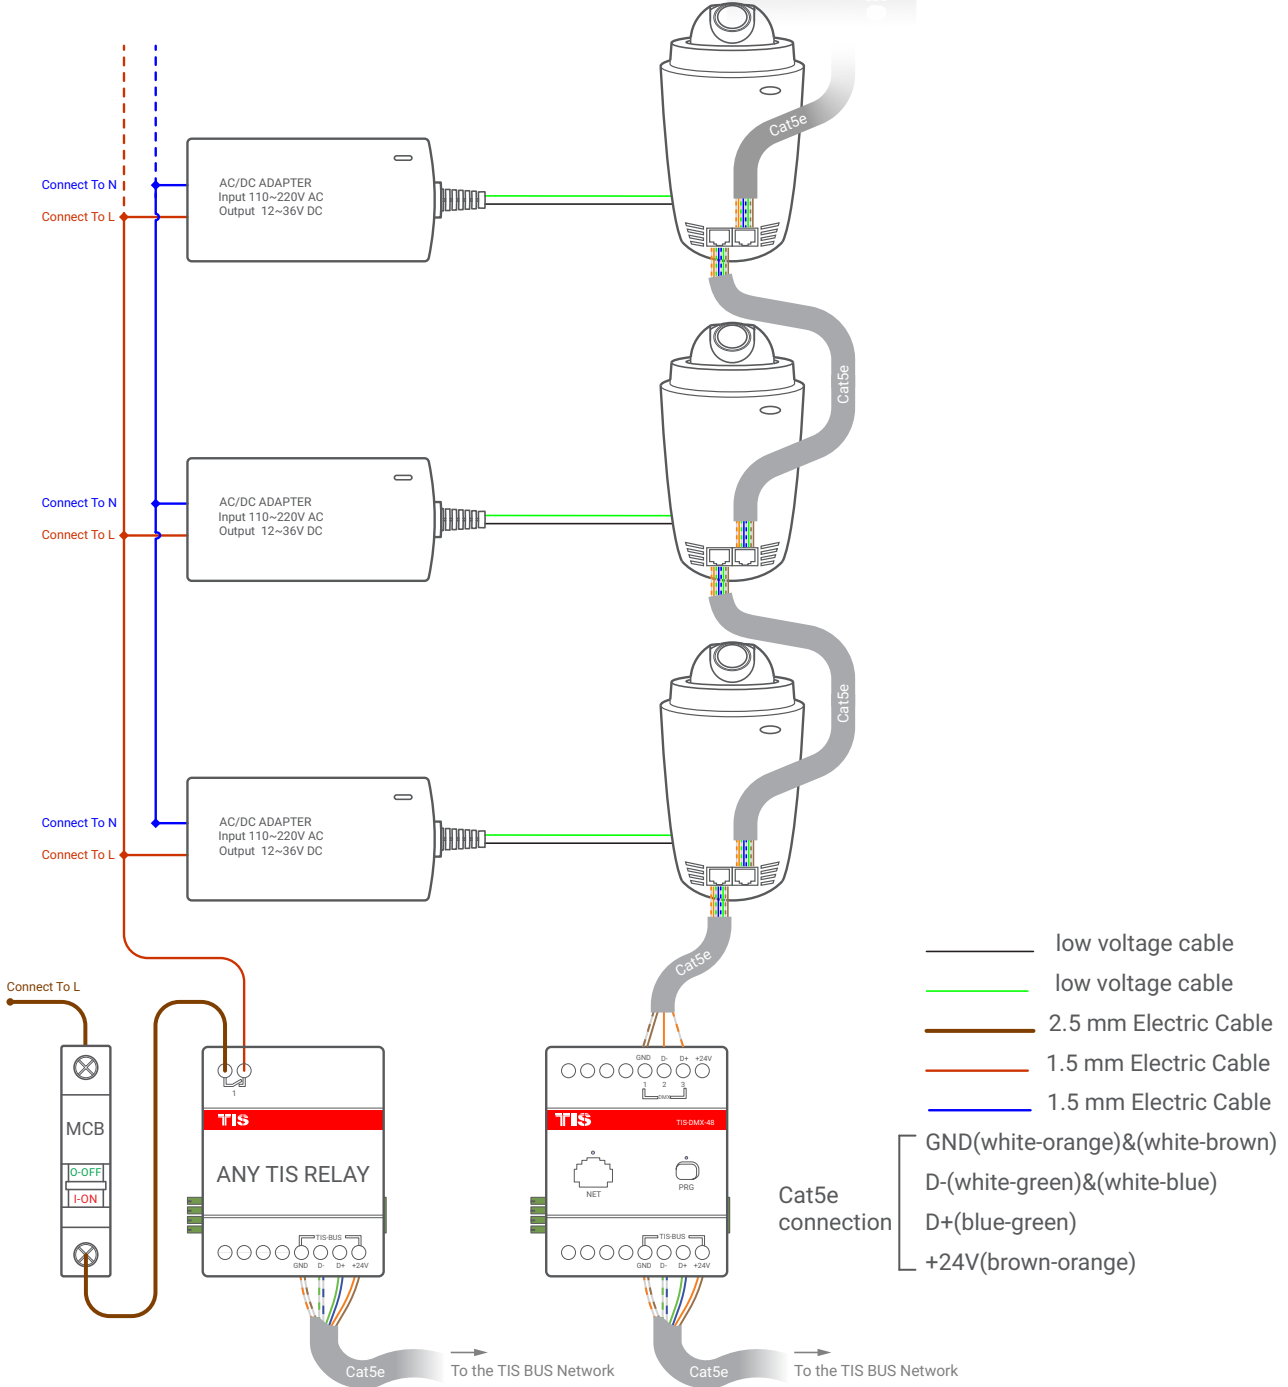 Cat5e
Connect To N
Connect To L
AC/DC ADAPTER
Input 110~220V AC
Output 12~36V DC
Cat5e
Connect To N
Connect To L
AC/DC ADAPTER
Input 110~220V AC
Output 12~36V DC
Cat5e
Connect To N
Connect To L
AC/DC ADAPTER
Input 110~220V AC
Output 12~36V DC
Cat5e
Connect To L
MCB
O-OFF
I-ON
1
TIS
ANY TIS RELAY
TIS-BUS
GND D- D+ +24V
Cat5e
To the TIS BUS Network
GND D- D+ +24V
1 2 3
DMX
TIS
TIS-DMX-48
NET
PRG
TIS-BUS
GND D- D+ +24V
Cat5e
To the TIS BUS Network
low voltage cable
low voltage cable
2.5 mm Electric Cable
1.5 mm Electric Cable
1.5 mm Electric Cable
Cat5e
connection
GND(white-orange)&(white-brown)
D-(white-green)&(white-blue)
D+(blue-green)
+24V(brown-orange)